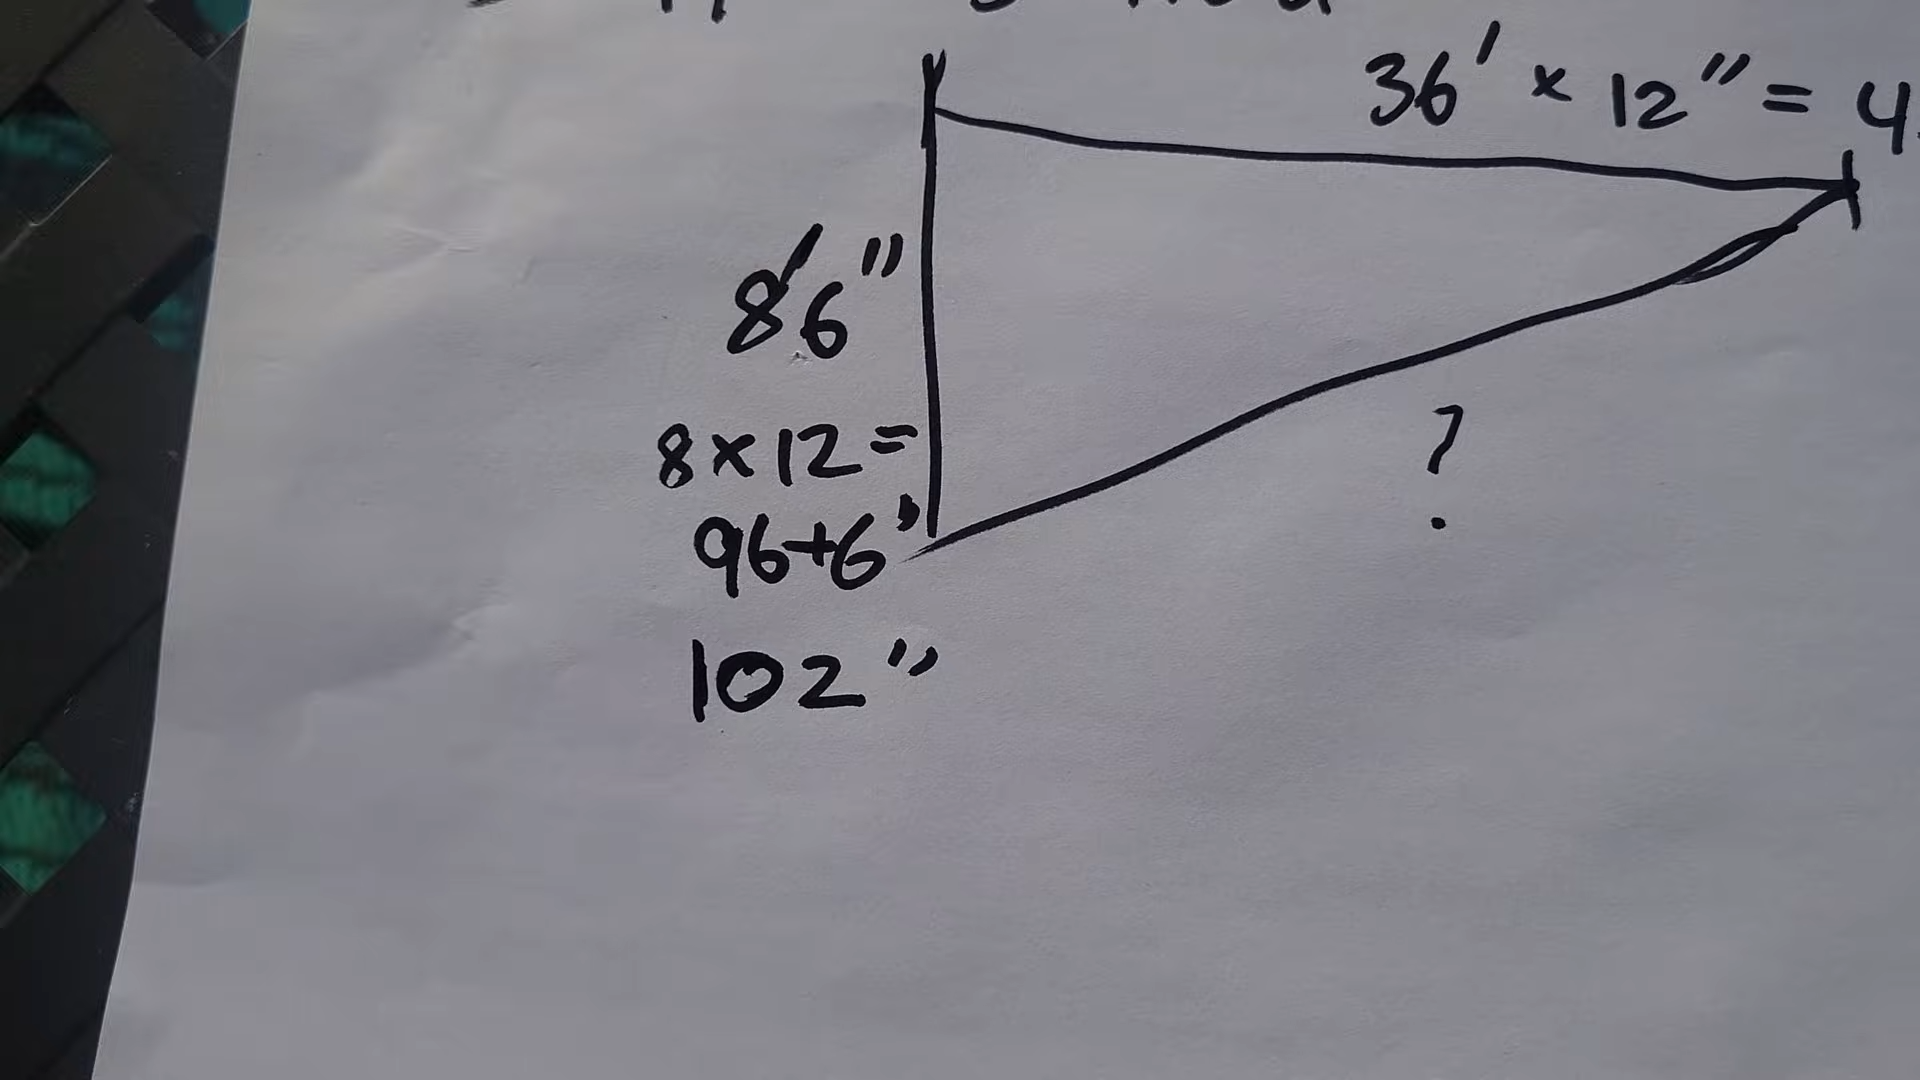 36' x 12" = 4
8'6"
8 x 12 =
96+6'
?
102"